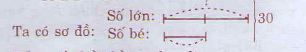 Số lớn:
30
Ta có sơ đồ: Số bé: